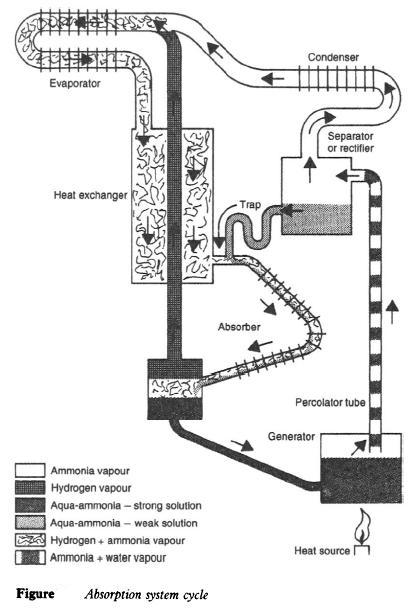 Condenser
Evaporator
Separator
or rectifier
Heat exchanger
Trap
Absorber
Percolator tube
Generator
Ammonia vapour
Hydrogen vapour
Aqua-ammonia – strong solution
Aqua-ammonia – weak solution
Hydrogen + ammonia vapour
Ammonia + water vapour
Heat source
Figure Absorption system cycle